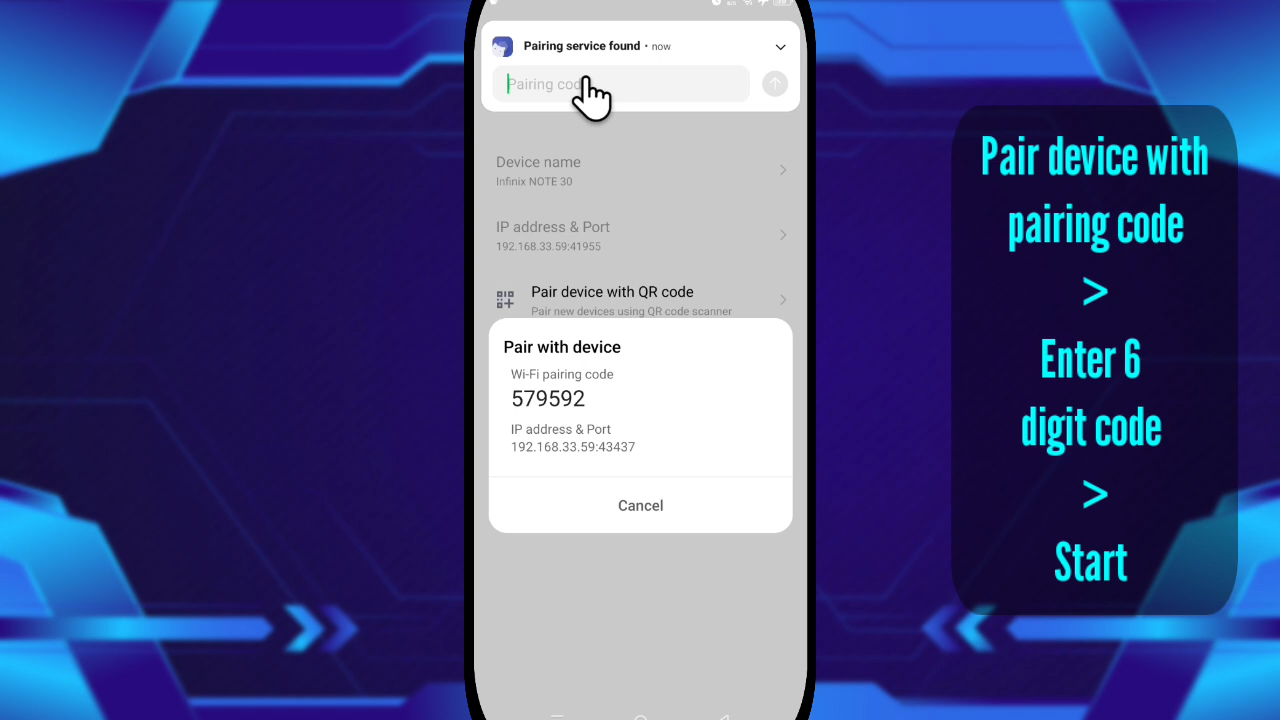 Pairing service found • now
Pairing cod
Device name
Infinix NOTE 30
IP address & Port
192.168.33.59:41955
Pair device with QR code
Pair new devices using QR code scanner
Pair with device
Wi-Fi pairing code
579592
IP address & Port
192.168.33.59:43437
Cancel
Pair device with
pairing code
>
Enter 6
digit code
>
Start